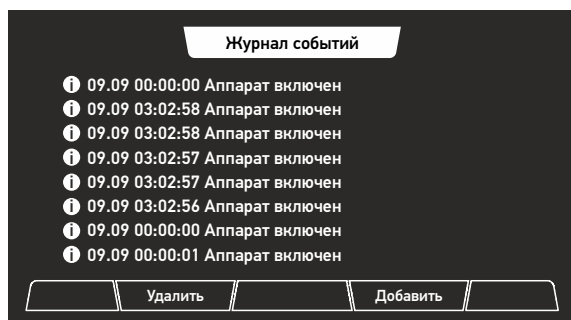 Журнал событий
09.09 00:00:00 Аппарат включен
09.09 03:02:58 Аппарат включен
09.09 03:02:58 Аппарат включен
09.09 03:02:57 Аппарат включен
09.09 03:02:57 Аппарат включен
09.09 03:02:56 Аппарат включен
09.09 00:00:00 Аппарат включен
09.09 00:00:01 Аппарат включен
Удалить Добавить